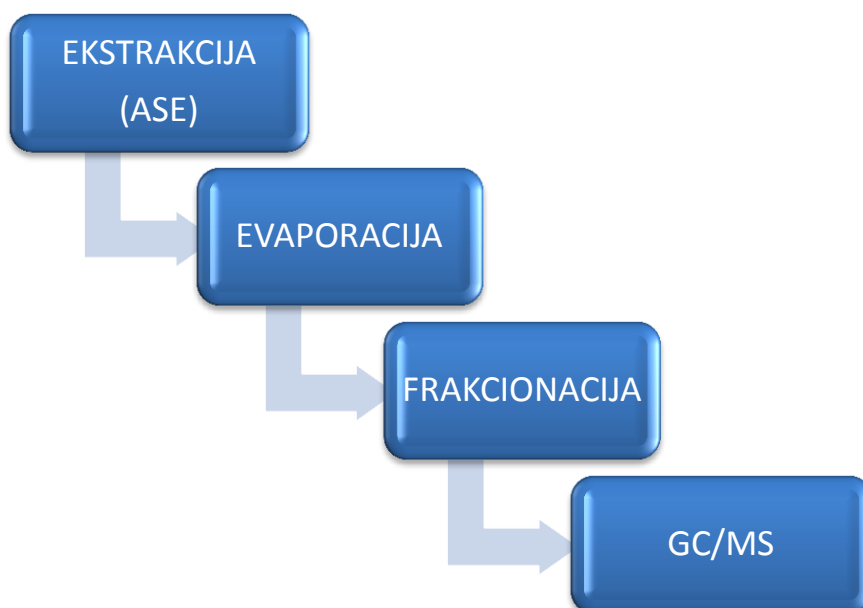 EKSTRAKCIJA
(ASE)
EVAPORACIJA
FRAKCIONACIJA
GC/MS